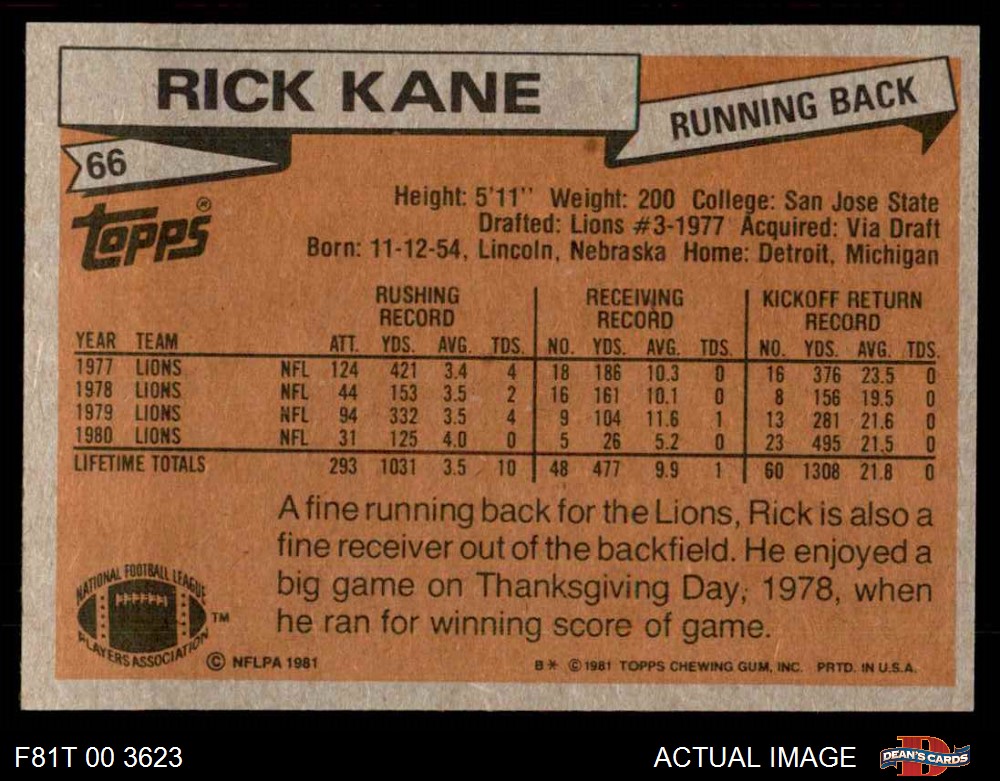 RICK KANE
RUNNING BACK
66
topps®
Height: 5'11'' Weight: 200 College: San Jose State
Drafted: Lions #3-1977 Acquired: Via Draft
Born: 11-12-54, Lincoln, Nebraska Home: Detroit, Michigan
RUSHING RECORD RECEIVING RECORD KICKOFF RETURN RECORD
YEAR TEAM ATT. YDS. AVG. TDS. NO. YDS. AVG. TDS. NO. YDS. AVG. TDS.
1977 LIONS NFL 124 421 3.4 4 18 186 10.3 0 16 376 23.5 0
1978 LIONS NFL 44 153 3.5 2 16 161 10.1 0 8 156 19.5 0
1979 LIONS NFL 94 332 3.5 4 9 104 11.6 1 13 281 21.6 0
1980 LIONS NFL 31 125 4.0 0 5 26 5.2 0 23 495 21.5 0
LIFETIME TOTALS 293 1031 3.5 10 48 477 9.9 1 60 1308 21.8 0
A fine running back for the Lions, Rick is also a
fine receiver out of the backfield. He enjoyed a
big game on Thanksgiving Day, 1978, when
he ran for winning score of game.
NATIONAL FOOTBALL LEAGUE
PLAYERS ASSOCIATION
TM
© NFLPA 1981
B* © 1981 TOPPS CHEWING GUM, INC. PRTD. IN U.S.A.
F81T 00 3623
ACTUAL IMAGE
DEAN'S CARDS